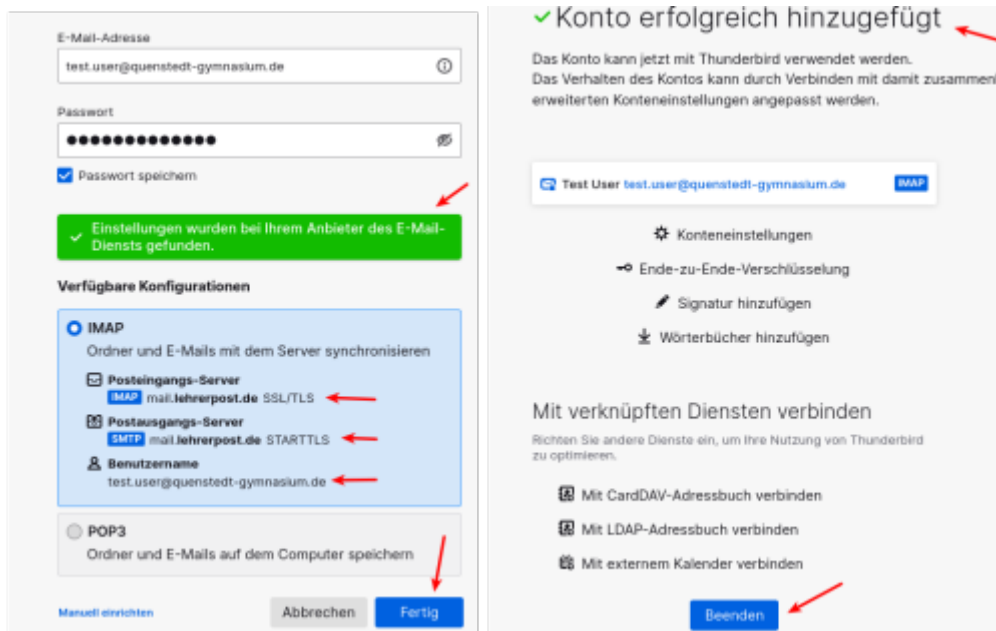 E-Mail-Adresse
test.user@quenstedt-gymnasium.de
Passwort
Passwort speichern
Einstellungen wurden bei Ihrem Anbieter des E-Mail-
Diensts gefunden.
Verfügbare Konfigurationen
IMAP
Ordner und E-Mails mit dem Server synchronisieren
Posteingangs-Server
IMAP mail.lehrerpost.de SSL/TLS
Postausgangs-Server
SMTP mail.lehrerpost.de STARTTLS
Benutzername
test.user@quenstedt-gymnasium.de
POP3
Ordner und E-Mails auf dem Computer speichern
Manuell einrichten
Abbrechen
Fertig
Konto erfolgreich hinzugefügt
Das Konto kann jetzt mit Thunderbird verwendet werden.
Das Verhalten des Kontos kann durch Verbinden mit damit zusammen
erweiterten Konteneinstellungen angepasst werden.
Test User test.user@quenstedt-gymnasium.de IMAP
Konteneinstellungen
Ende-zu-Ende-Verschlüsselung
Signatur hinzufügen
Wörterbücher hinzufügen
Mit verknüpften Diensten verbinden
Richten Sie andere Dienste ein, um Ihre Nutzung von Thunderbird
zu optimieren.
Mit CardDAV-Adressbuch verbinden
Mit LDAP-Adressbuch verbinden
Mit externem Kalender verbinden
Beenden